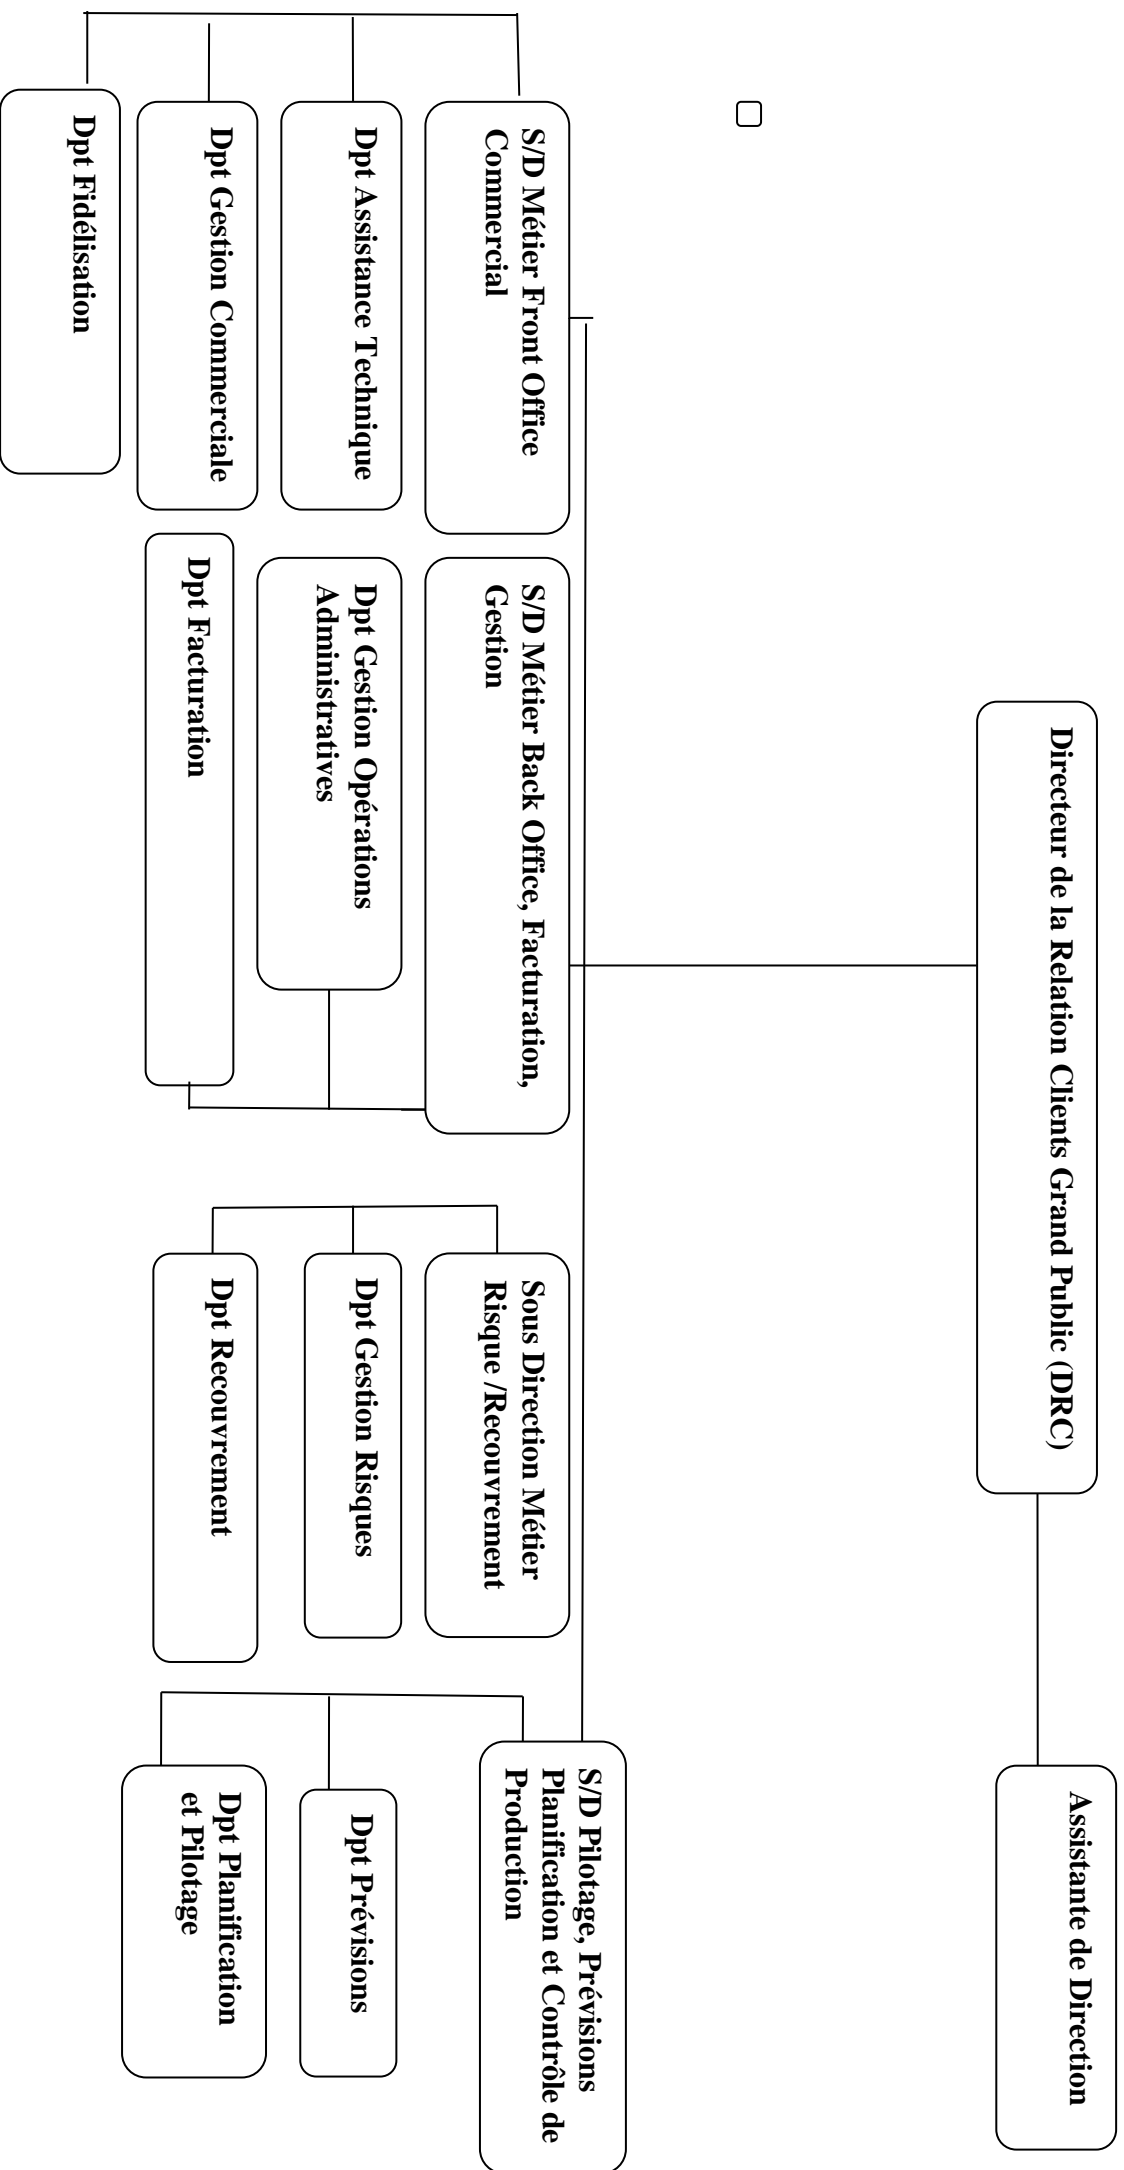 Directeur de la Relation Clients Grand Public (DRC)
Assistante de Direction
S/D Métier Front Office
Commercial
S/D Métier Back Office, Facturation,
Gestion
Sous Direction Métier
Risque /Recouvrement
S/D Pilotage, Prévisions
Planification et Contrôle de
Production
Dpt Assistance Technique
Dpt Gestion Opérations
Administratives
Dpt Gestion Risques
Dpt Prévisions
Dpt Gestion Commerciale
Dpt Facturation
Dpt Recouvrement
Dpt Planification
et Pilotage
Dpt Fidélisation